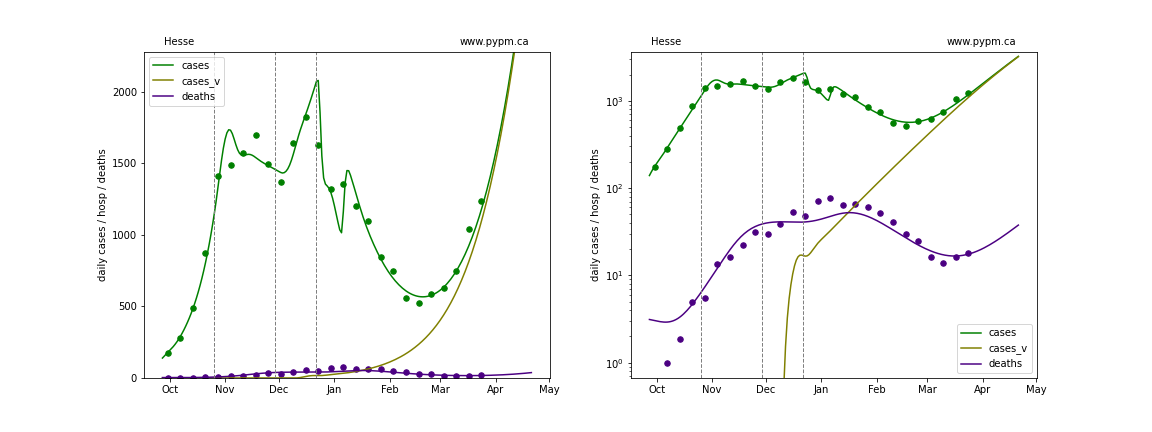 Hesse www.pypm.ca
cases
cases_v
deaths
daily cases / hosp / deaths
2000
1500
1000
500
0
Oct Nov Dec Jan Feb Mar Apr May
Hesse www.pypm.ca
daily cases / hosp / deaths
10³
10²
10¹
10⁰
cases
cases_v
deaths
Oct Nov Dec Jan Feb Mar Apr May